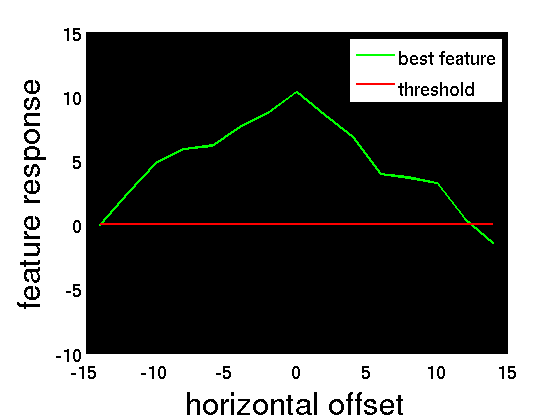 15
best feature
threshold
10
5
0
-5
-10
feature response
-15 -10 -5 0 5 10 15
horizontal offset